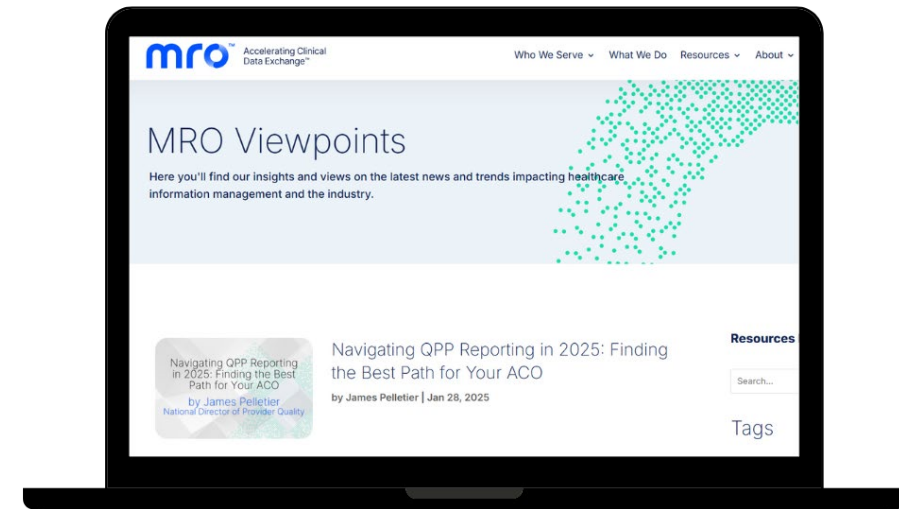 mro™ Accelerating Clinical
Data Exchange™
Who We Serve What We Do Resources About
MRO Viewpoints
Here you'll find our insights and views on the latest news and trends impacting healthcare
information management and the industry.
Navigating QPP Reporting
in 2025: Finding the Best
Path for Your ACO
by James Pelletier
National Director of Provider Quality
Navigating QPP Reporting in 2025: Finding
the Best Path for Your ACO
by James Pelletier | Jan 28, 2025
Resources
Search...
Tags